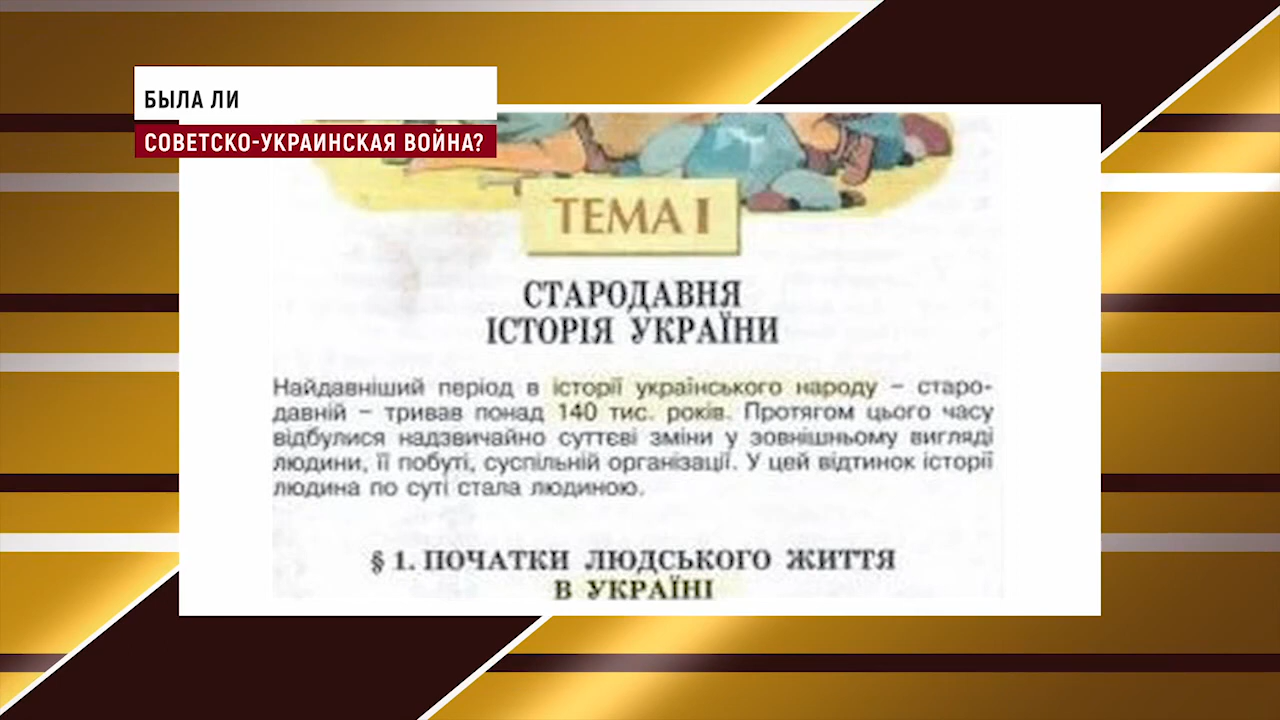 БЫЛА ЛИ
СОВЕТСКО-УКРАИНСКАЯ ВОЙНА?
ТЕМА І
СТАРОДАВНЯ
ІСТОРІЯ УКРАЇНИ
Найдавніший період в історії українського народу – старо-
давній – тривав понад 140 тис. років. Протягом цього часу
відбулися надзвичайно суттєві зміни у зовнішньому вигляді
людини, її побуті, суспільній організації. У цей відтинок історії
людина по суті стала людиною.
§ 1. ПОЧАТКИ ЛЮДСЬКОГО ЖИТТЯ
В УКРАЇНІ